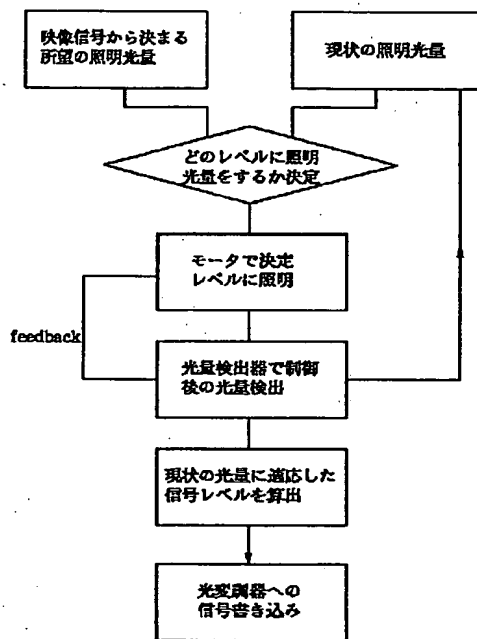 映像信号から決まる
所望の照明光量
現状の照明光量
どのレベルに照明
光量をするか決定
モータで決定
レベルに照明
feedback
光量検出器で制御
後の光量検出
現状の光量に適応した
信号レベルを算出
光変調器への
信号書き込み